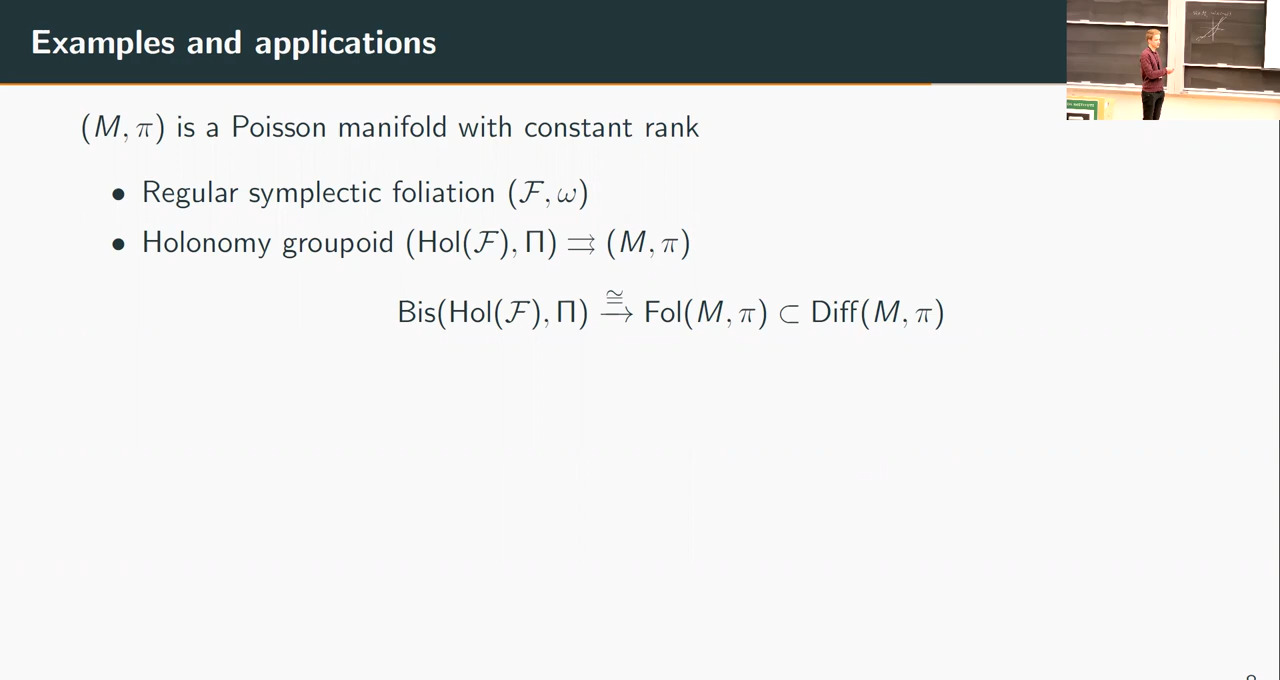 Examples and applications
(M, π) is a Poisson manifold with constant rank
• Regular symplectic foliation (ℱ, ω)
• Holonomy groupoid (Hol(ℱ), Π) ⇉ (M, π)
Bis(Hol(ℱ), Π) ≅→ Fol(M, π) ⊂ Diff(M, π)